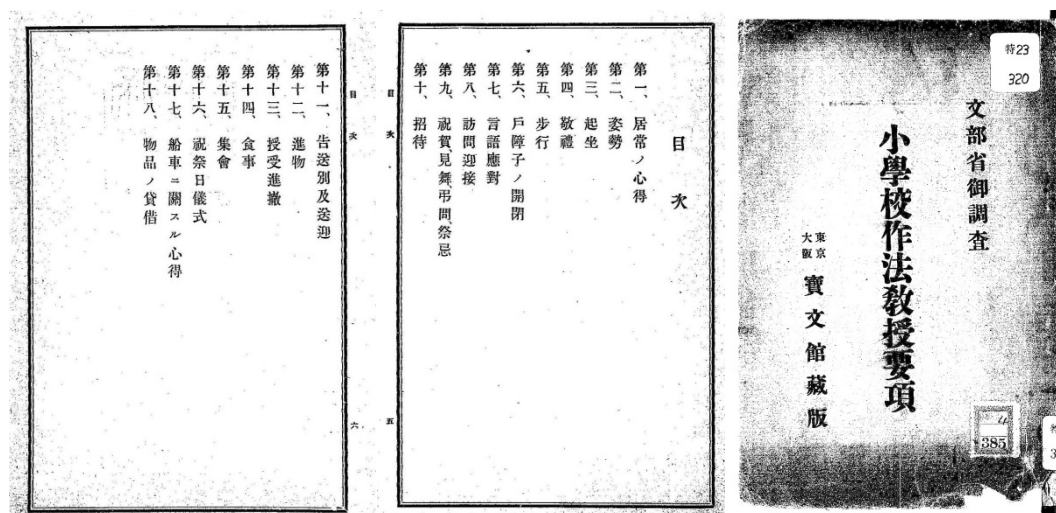 特23
320
文部省御調査
小學校作法教授要項
東京
大阪
寶文館藏版
385
目次
第一、居常ノ心得
第二、姿勢
第三、起坐
第四、敬禮
第五、步行
第六、戶障子ノ開閉
第七、言語應對
第八、訪問迎接
第九、祝賀、見舞、弔問、祭忌
第十、招待
目次
五
目次
六
第十一、告送別及送迎
第十二、進物
第十三、授受進撤
第十四、食事
第十五、集會
第十六、祝祭日儀式
第十七、船車ニ關スル心得
第十八、物品ノ貸借